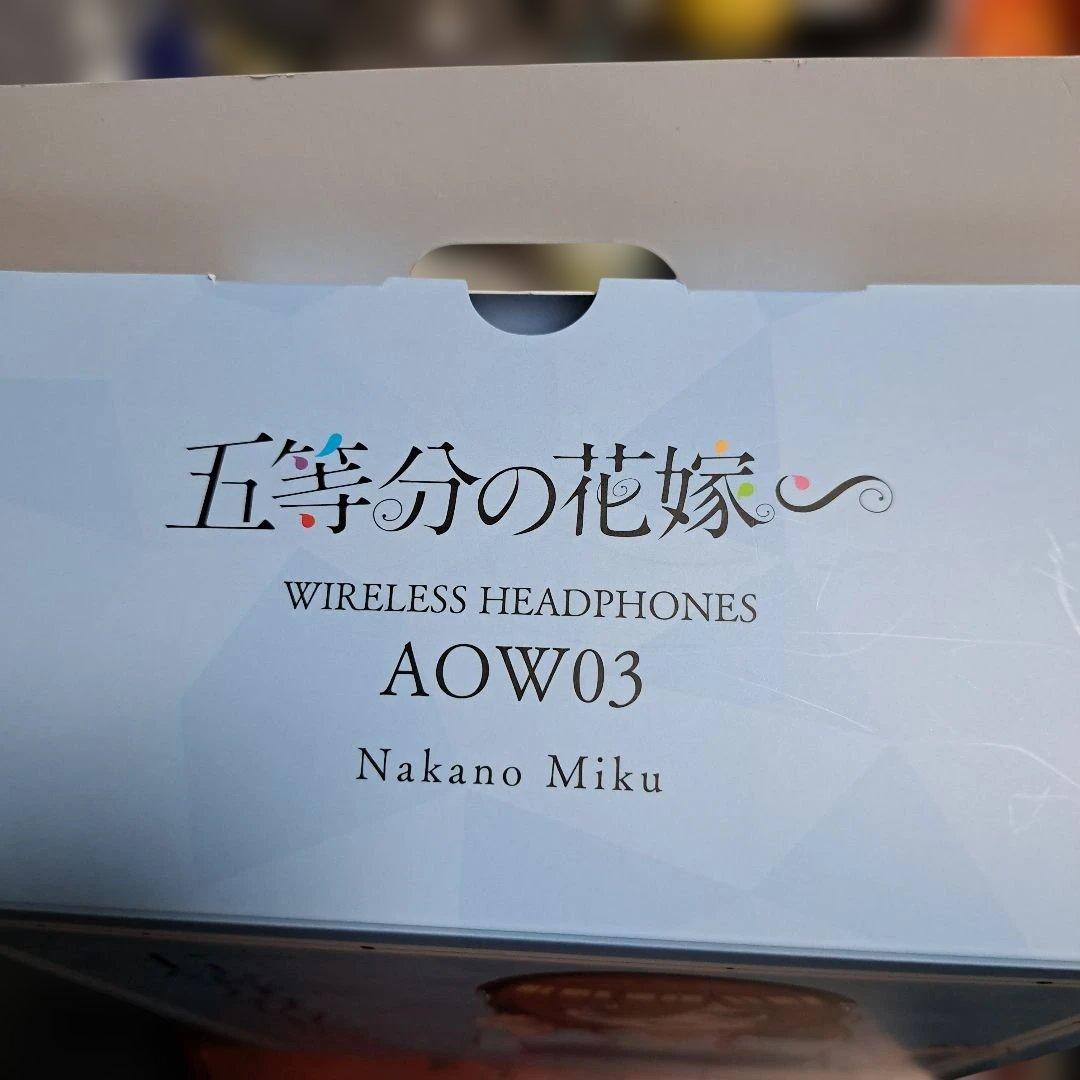 五等分の花嫁∽
WIRELESS HEADPHONES
AOW03
Nakano Miku